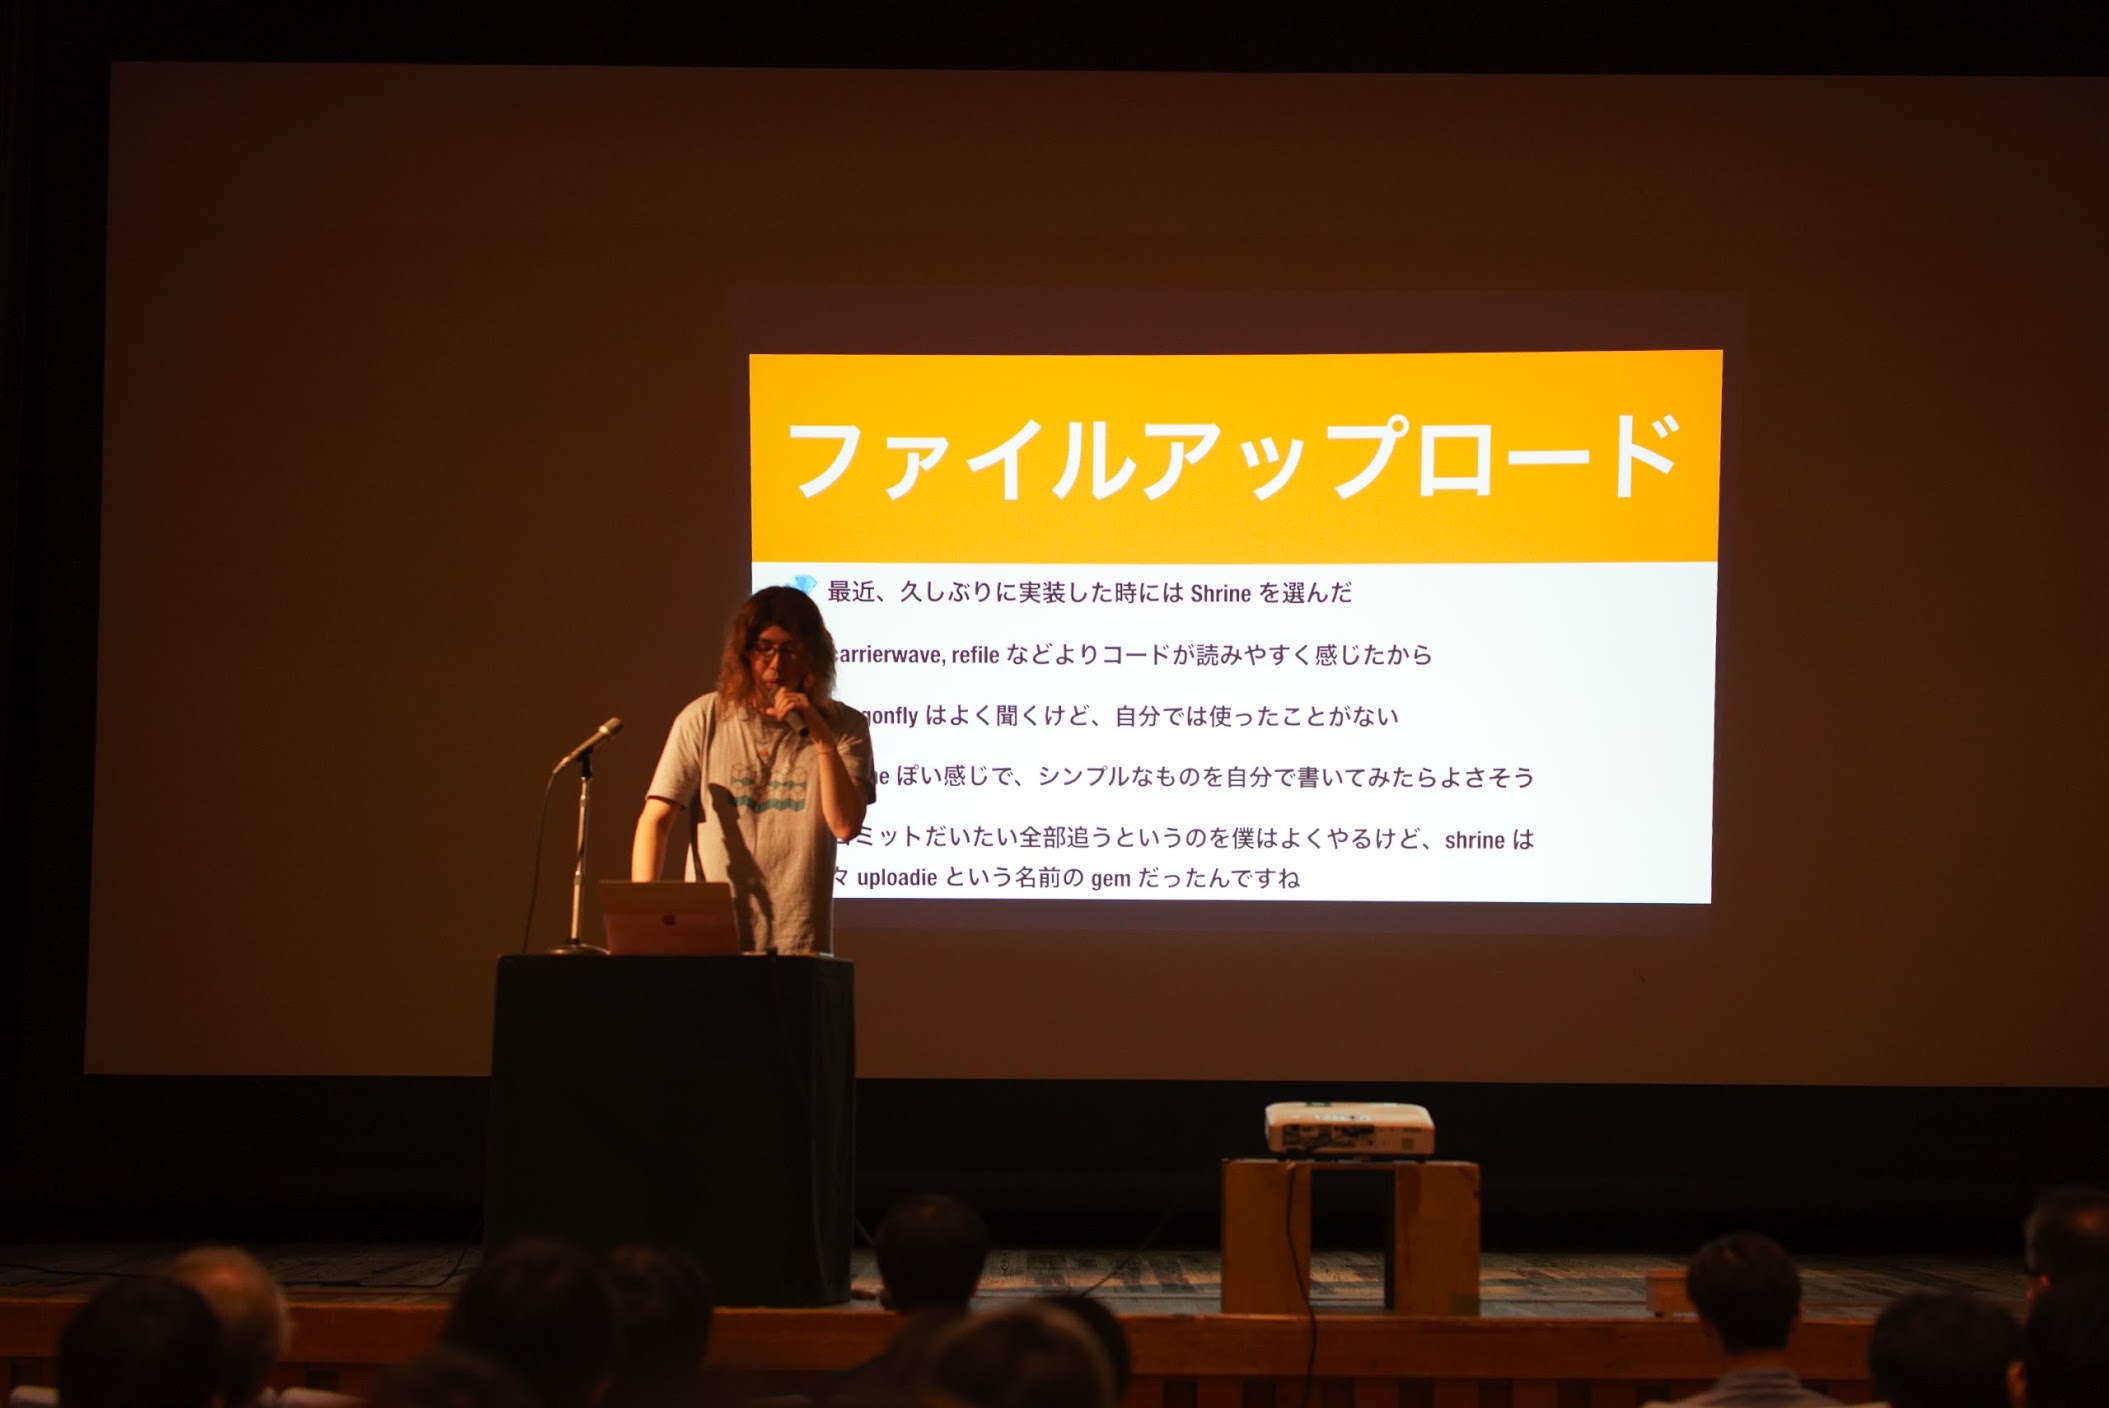 ファイルアップロード
最近、久しぶりに実装した時には Shrine を選んだ
carrierwave, refile などよりコードが読みやすく感じたから
はよく聞くけど、自分では使ったことがない
ぽい感じで、シンプルなものを自分で書いてみたらよさそう
コミットだいたい全部追うというのを僕はよくやるけど、shrine は
々 uploadie という名前の gem だったんですね